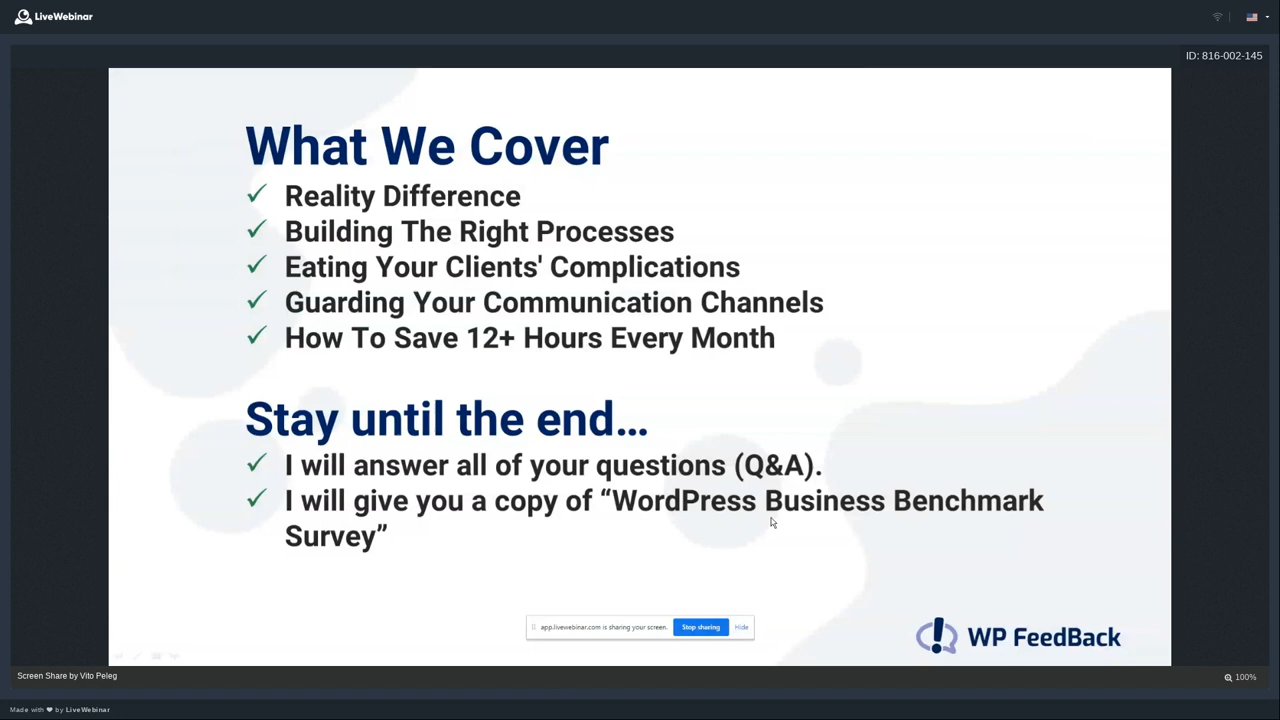 LiveWebinar
ID: 816-002-145
What We Cover
✓ Reality Difference
✓ Building The Right Processes
✓ Eating Your Clients' Complications
✓ Guarding Your Communication Channels
✓ How To Save 12+ Hours Every Month
Stay until the end...
✓ I will answer all of your questions (Q&A).
✓ I will give you a copy of “WordPress Business Benchmark
Survey”
app.livewebinar.com is sharing your screen. Stop sharing Hide
WP FeedBack
Screen Share by Vito Peleg
100%
Made with ❤ by LiveWebinar